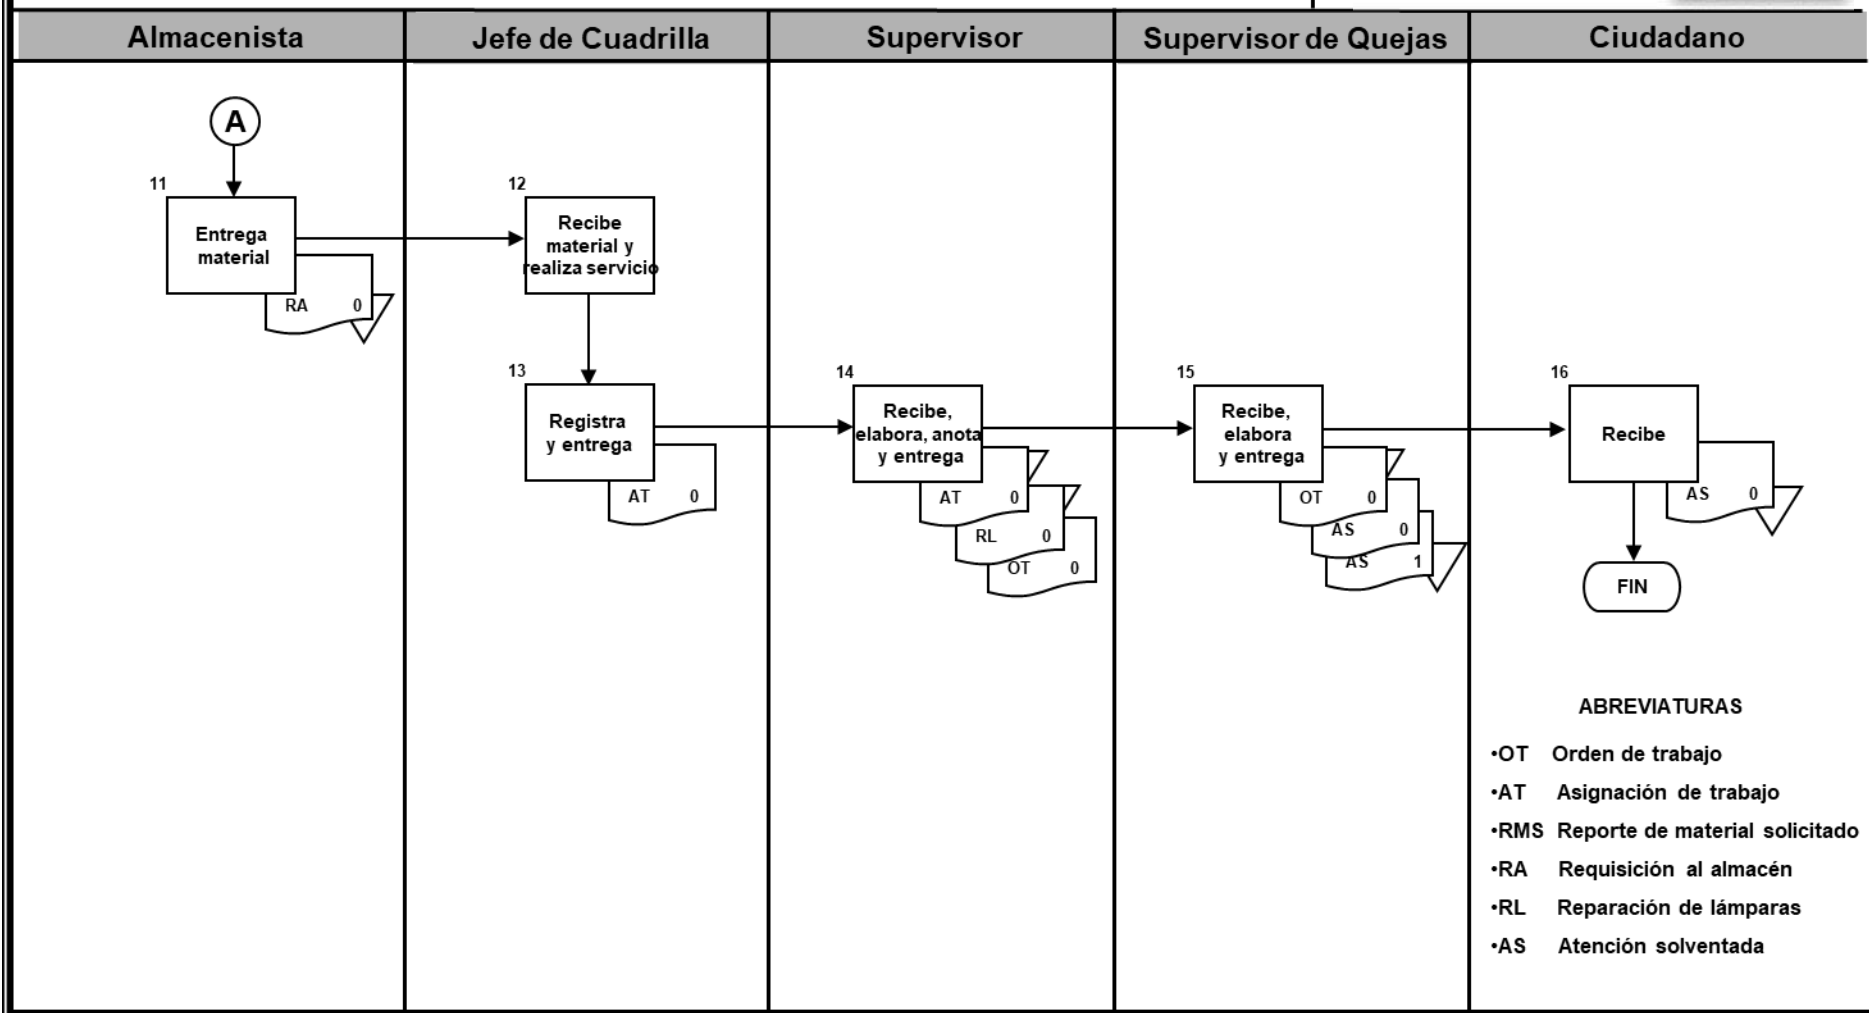 Almacenista
Jefe de Cuadrilla
Supervisor
Supervisor de Quejas
Ciudadano
A
11
Entrega
material
RA 0
12
Recibe
material y
realiza servicio
13
Registra
y entrega
AT 0
14
Recibe,
elabora, anota
y entrega
AT 0
RL 0
OT 0
15
Recibe,
elabora
y entrega
OT 0
AS 0
AS 1
16
Recibe
AS 0
FIN
ABREVIATURAS
•OT Orden de trabajo
•AT Asignación de trabajo
•RMS Reporte de material solicitado
•RA Requisición al almacén
•RL Reparación de lámparas
•AS Atención solventada